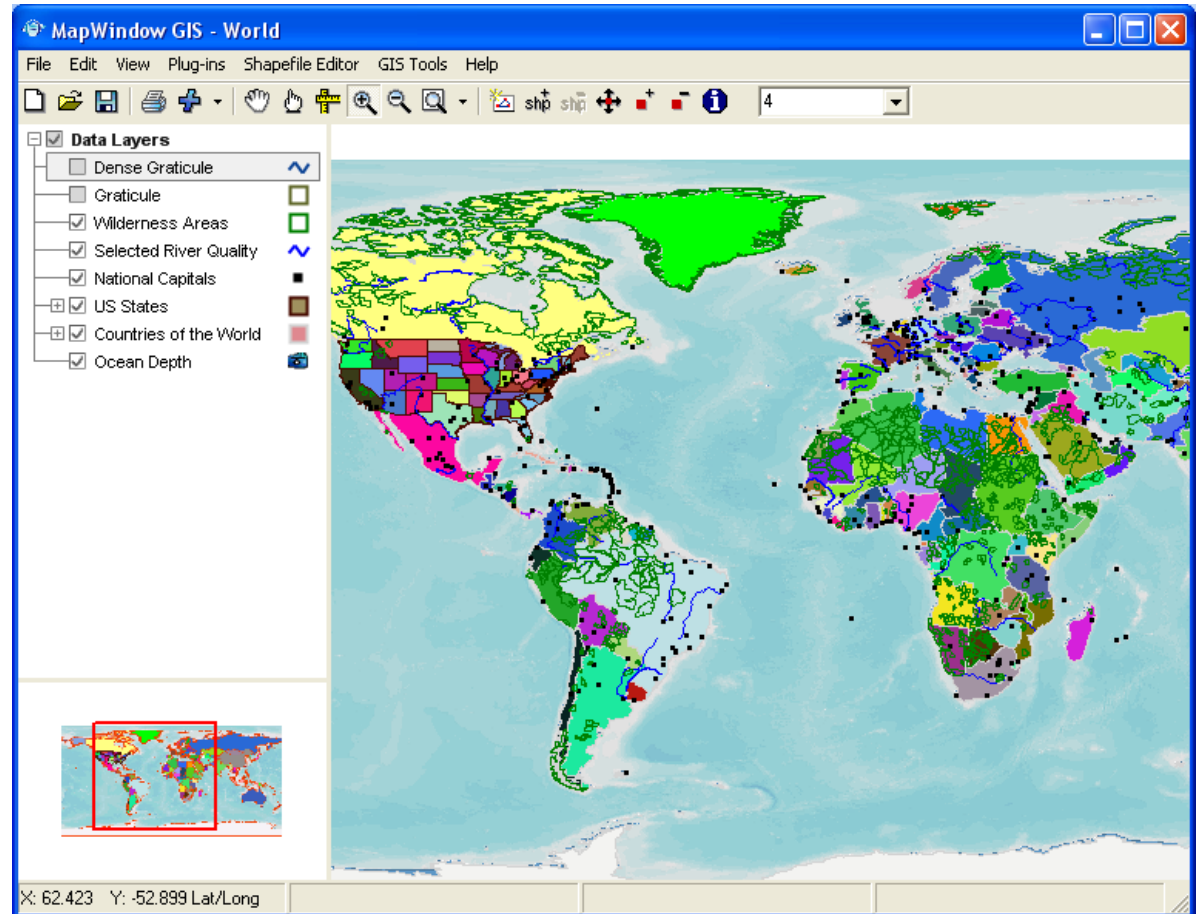 MapWindow GIS - World
File Edit View Plug-ins Shapefile Editor GIS Tools Help
shp shp 4
Data Layers
Dense Graticule
Graticule
Wilderness Areas
Selected River Quality
National Capitals
US States
Countries of the World
Ocean Depth
X: 62.423 Y: -52.899 Lat/Long